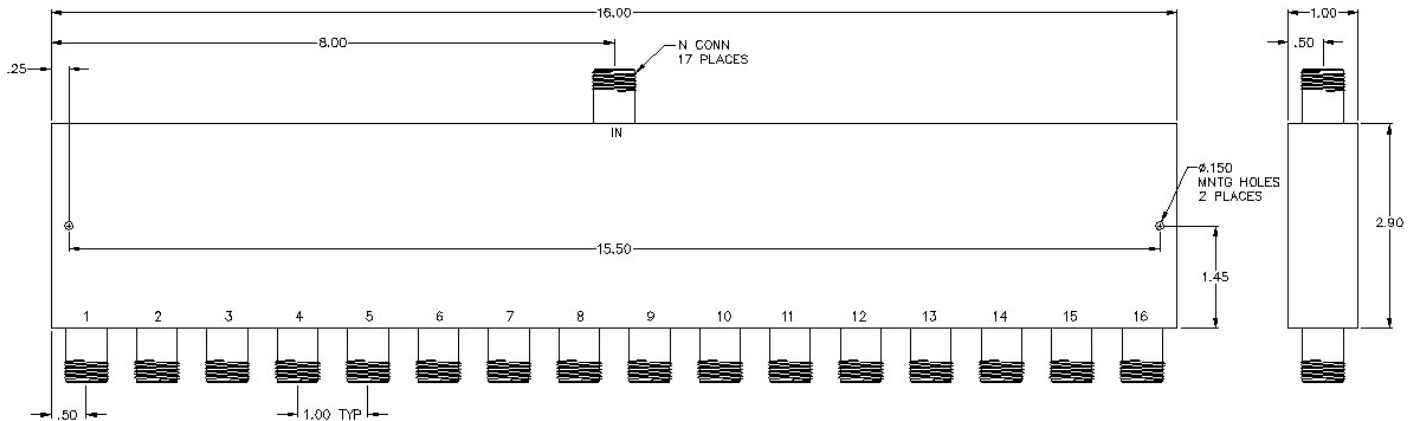 16.00
1.00
8.00
.50
N CONN
17 PLACES
.25
IN
Ø.150
MNTG HOLES
2 PLACES
2.90
15.50
1.45
1 2 3 4 5 6 7 8 9 10 11 12 13 14 15 16
.50
1.00 TYP